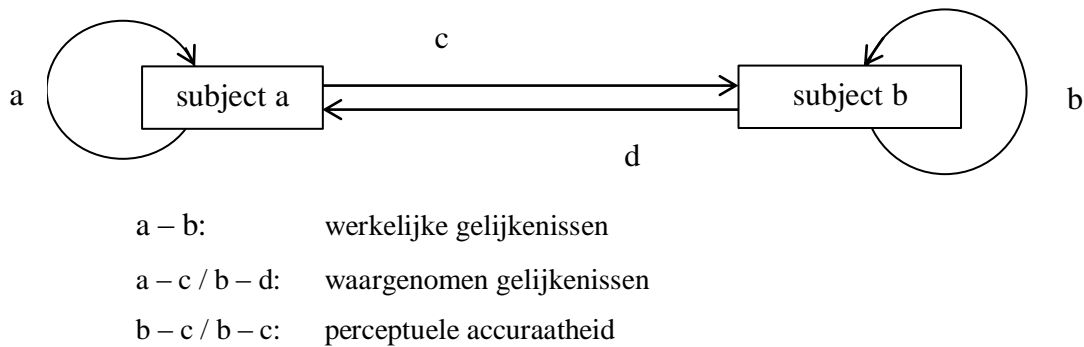 c
a subject a subject b b
d
a – b: werkelijke gelijkenissen
a – c / b – d: waargenomen gelijkenissen
b – c / b – c: perceptuele accuraatheid